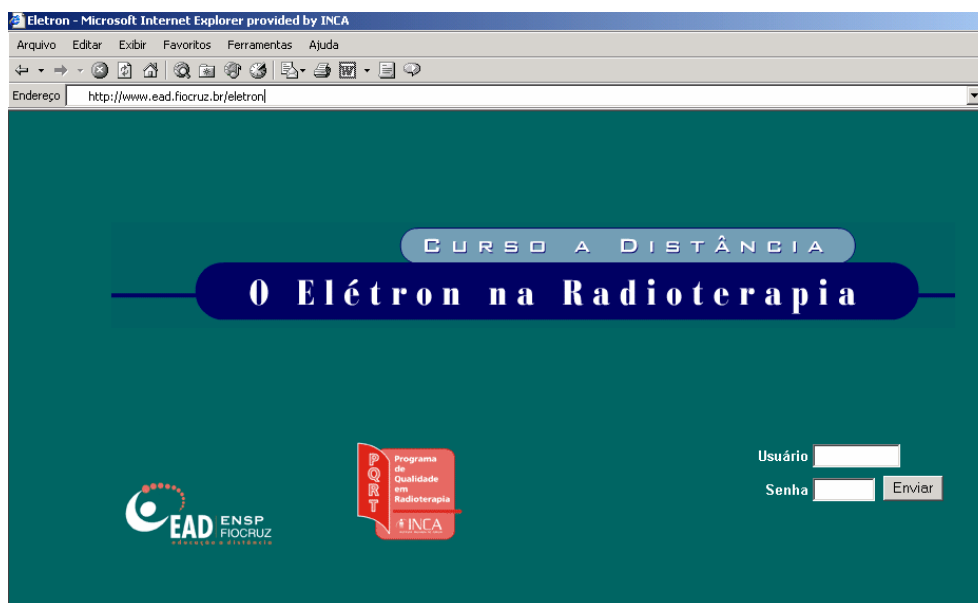 Eletron - Microsoft Internet Explorer provided by INCA
Arquivo Editar Exibir Favoritos Ferramentas Ajuda
Endereço http://www.ead.fiocruz.br/eletron
CURSO A DISTÂNCIA
O Elétron na Radioterapia
Usuário
Senha Enviar
PQRT
Programa
de
Qualidade
em
Radioterapia
INCA
EAD ENSP
FIOCRUZ
educação a distância